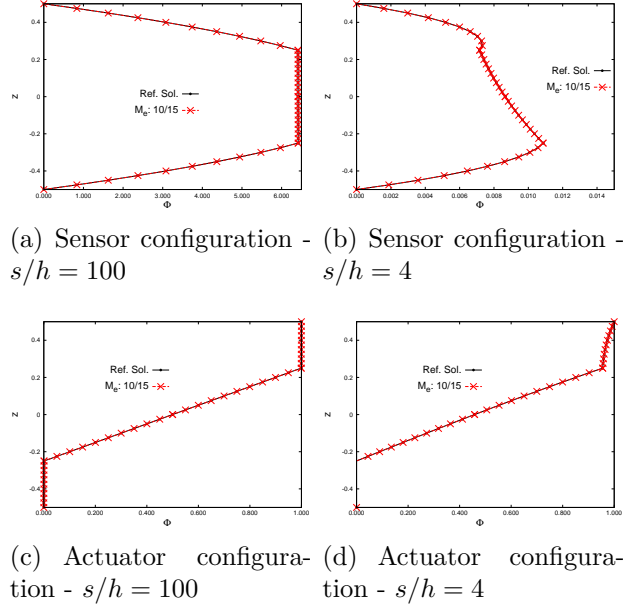 0.4
0.2
0
-0.2
-0.4
z
Ref. Sol.
Me: 10/15
0.000 1.000 2.000 3.000 4.000 5.000 6.000
Φ
(a) Sensor configuration -
s/h = 100
0.4
0.2
0
-0.2
-0.4
z
Ref. Sol.
Me: 10/15
0.000 0.002 0.004 0.006 0.008 0.010 0.012 0.014
Φ
(b) Sensor configuration -
s/h = 4
0.4
0.2
0
-0.2
-0.4
z
Ref. Sol.
Me: 10/15
0.000 0.200 0.400 0.600 0.800 1.000
Φ
(c) Actuator configura-
tion - s/h = 100
0.4
0.2
0
-0.2
-0.4
z
Ref. Sol.
Me: 10/15
0.000 0.200 0.400 0.600 0.800 1.000
Φ
(d) Actuator configura-
tion - s/h = 4